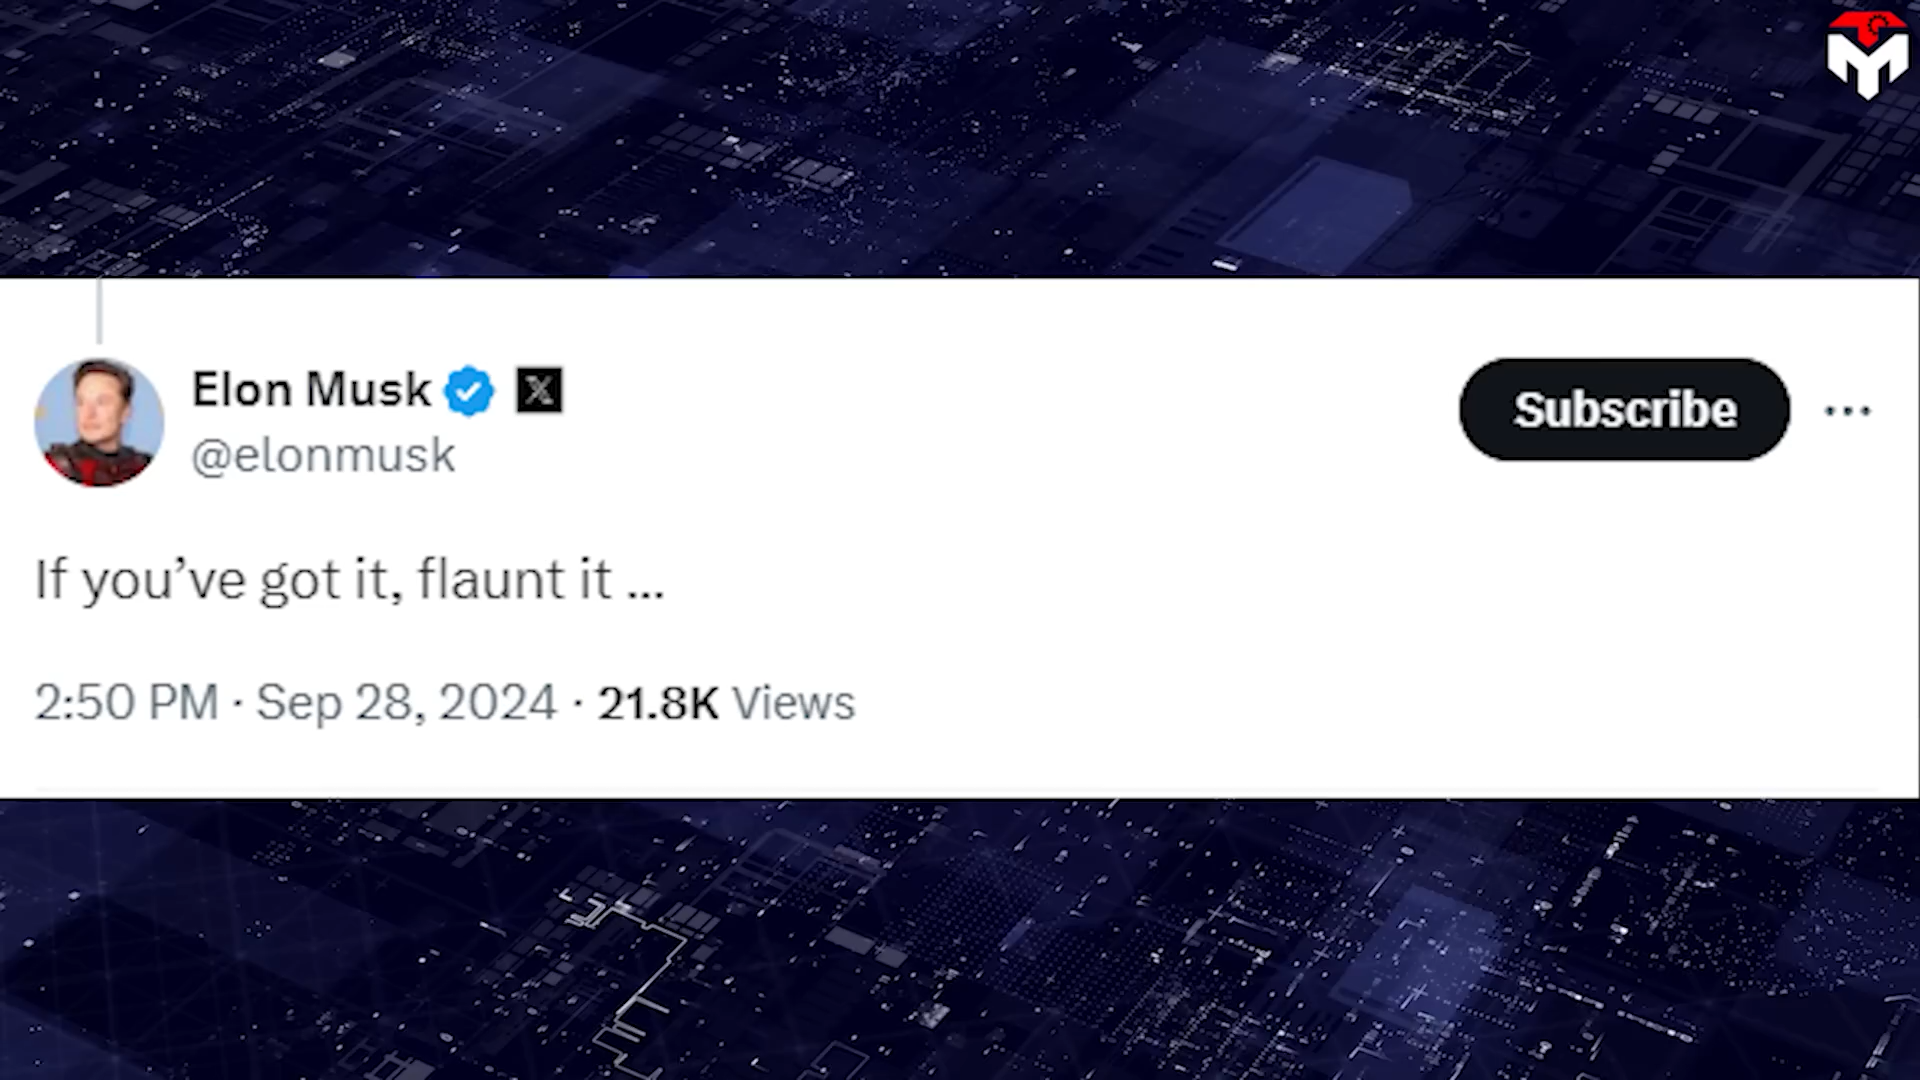 Elon Musk
@elonmusk
Subscribe
If you’ve got it, flaunt it ...
2:50 PM · Sep 28, 2024 · 21.8K Views